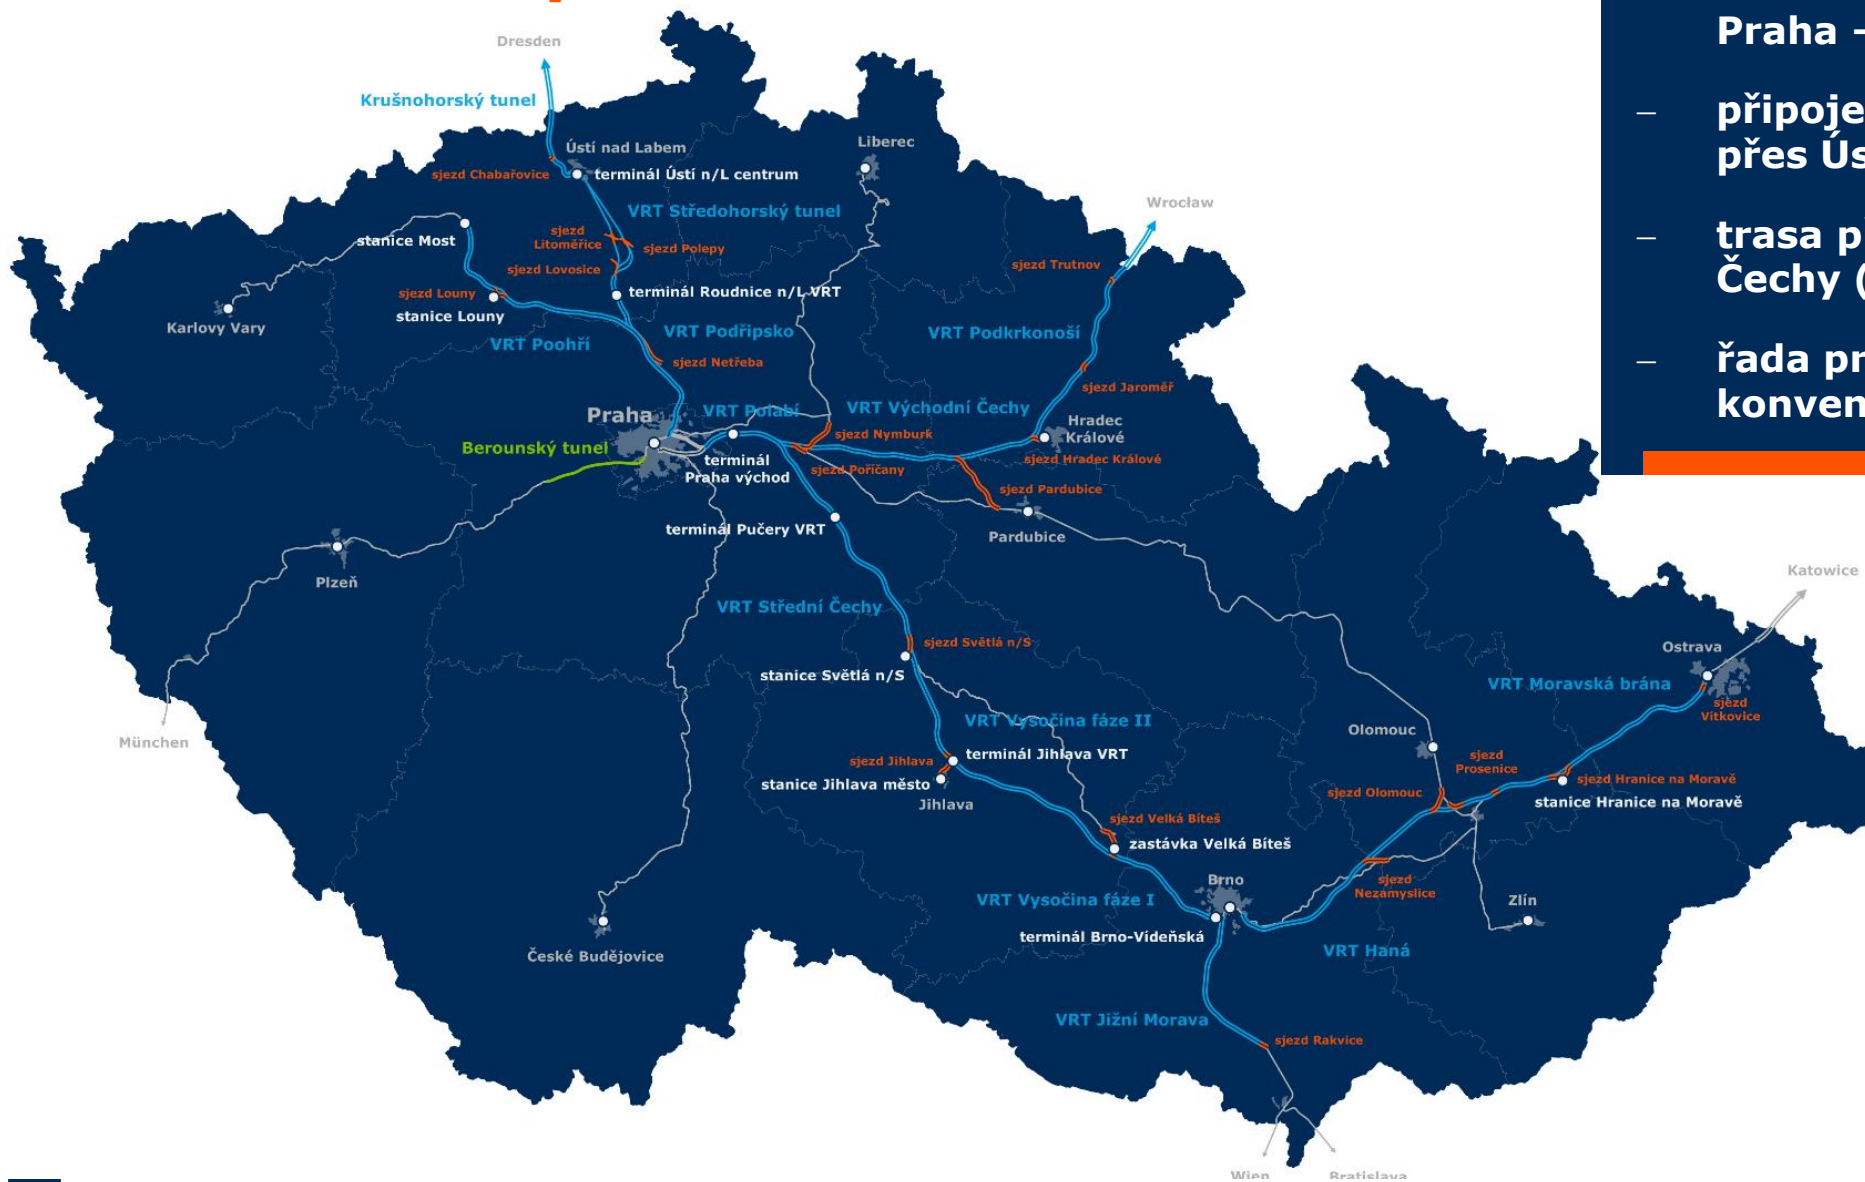 Praha –
– připoje
přes Ús
– trasa p
Čechy (
– řada pr
konven
Dresden
Krušnohorský tunel
Ústí nad Labem
sjezd Chabařovice
terminál Ústí n/L centrum
Liberec
VRT Středohorský tunel
Wrocław
stanice Most
sjezd
Litoměřice
sjezd Polepy
sjezd Lovosice
sjezd Trutnov
sjezd Louny
terminál Roudnice n/L VRT
stanice Louny
Karlovy Vary
VRT Poohří
VRT Podřipsko
VRT Podkrkonoší
sjezd Netřeba
sjezd Jaroměř
Praha
VRT Polabí
VRT Východní Čechy
Hradec
Králové
Berounský tunel
sjezd Nymburk
terminál
Praha východ
sjezd Poříčany
sjezd Hradec Králové
sjezd Pardubice
terminál Pučery VRT
Pardubice
Plzeň
Katowice
VRT Střední Čechy
sjezd Světlá n/S
stanice Světlá n/S
Ostrava
VRT Moravská brána
sjezd
Vítkovice
München
VRT Vysočina fáze II
Olomouc
terminál Jihlava VRT
sjezd Jihlava
sjezd
Prosenice
stanice Jihlava město
Jihlava
sjezd Hranice na Moravě
stanice Hranice na Moravě
sjezd Olomouc
sjezd Velká Bíteš
zastávka Velká Bíteš
Brno
sjezd
Nezamyslice
VRT Vysočina fáze I
Zlín
terminál Brno-Vídeňská
VRT Haná
České Budějovice
VRT Jižní Morava
sjezd Rakvice
Wien
Bratislava